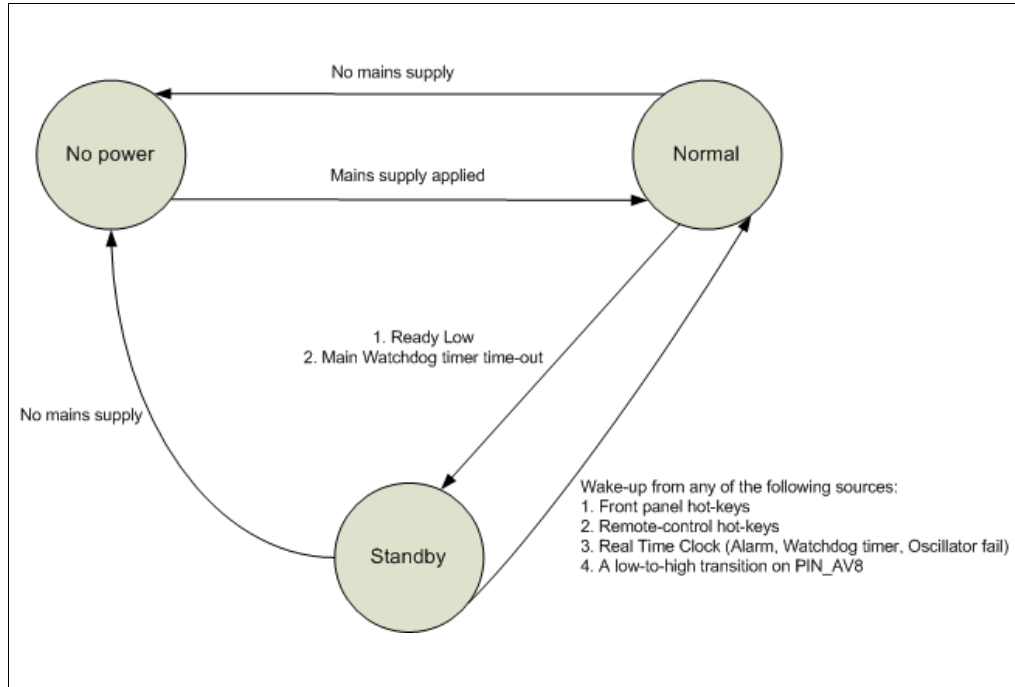 No mains supply
No power
Normal
Mains supply applied
1. Ready Low
2. Main Watchdog timer time-out
No mains supply
Wake-up from any of the following sources:
1. Front panel hot-keys
2. Remote-control hot-keys
3. Real Time Clock (Alarm, Watchdog timer, Oscillator fail)
4. A low-to-high transition on PIN_AV8
Standby